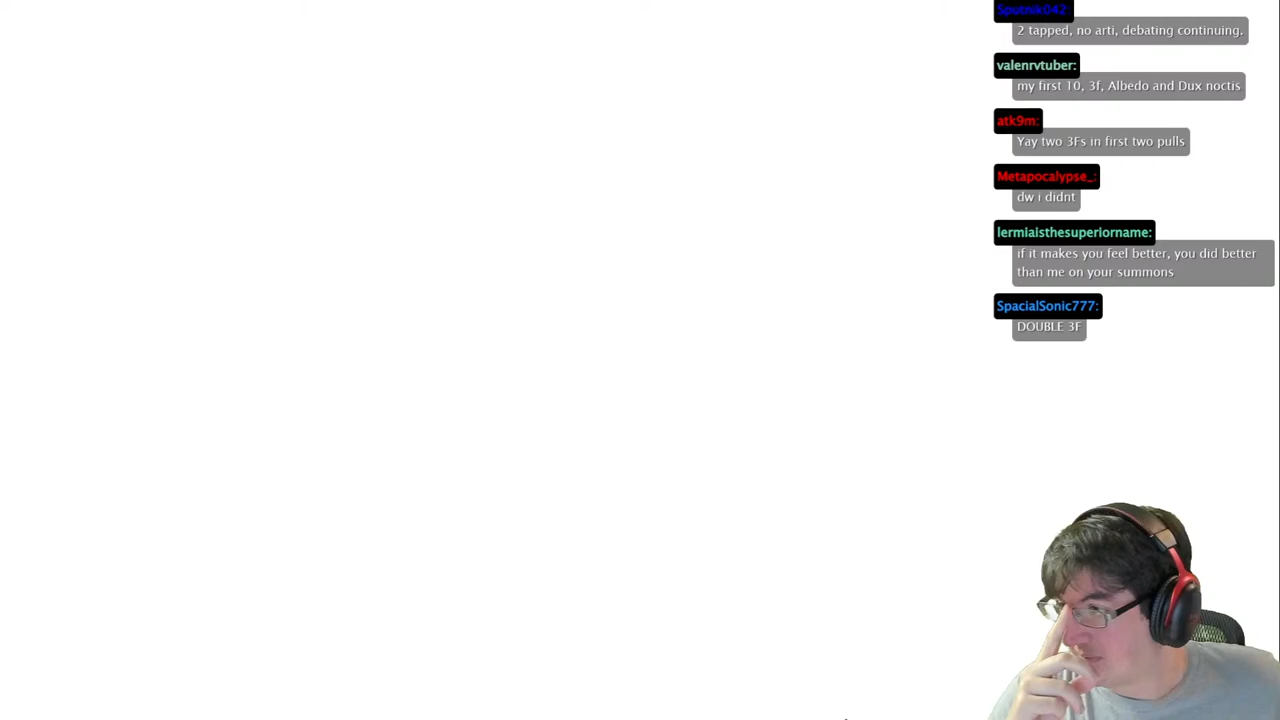 Sputnik042:
2 tapped, no arti, debating continuing.
valenrvtuber:
my first 10, 3f, Albedo and Dux noctis
atk9m:
Yay two 3Fs in first two pulls
Metapocalypse_:
dw i didnt
lermiaisthesuperiorname:
if it makes you feel better, you did better
than me on your summons
SpacialSonic777:
DOUBLE 3F